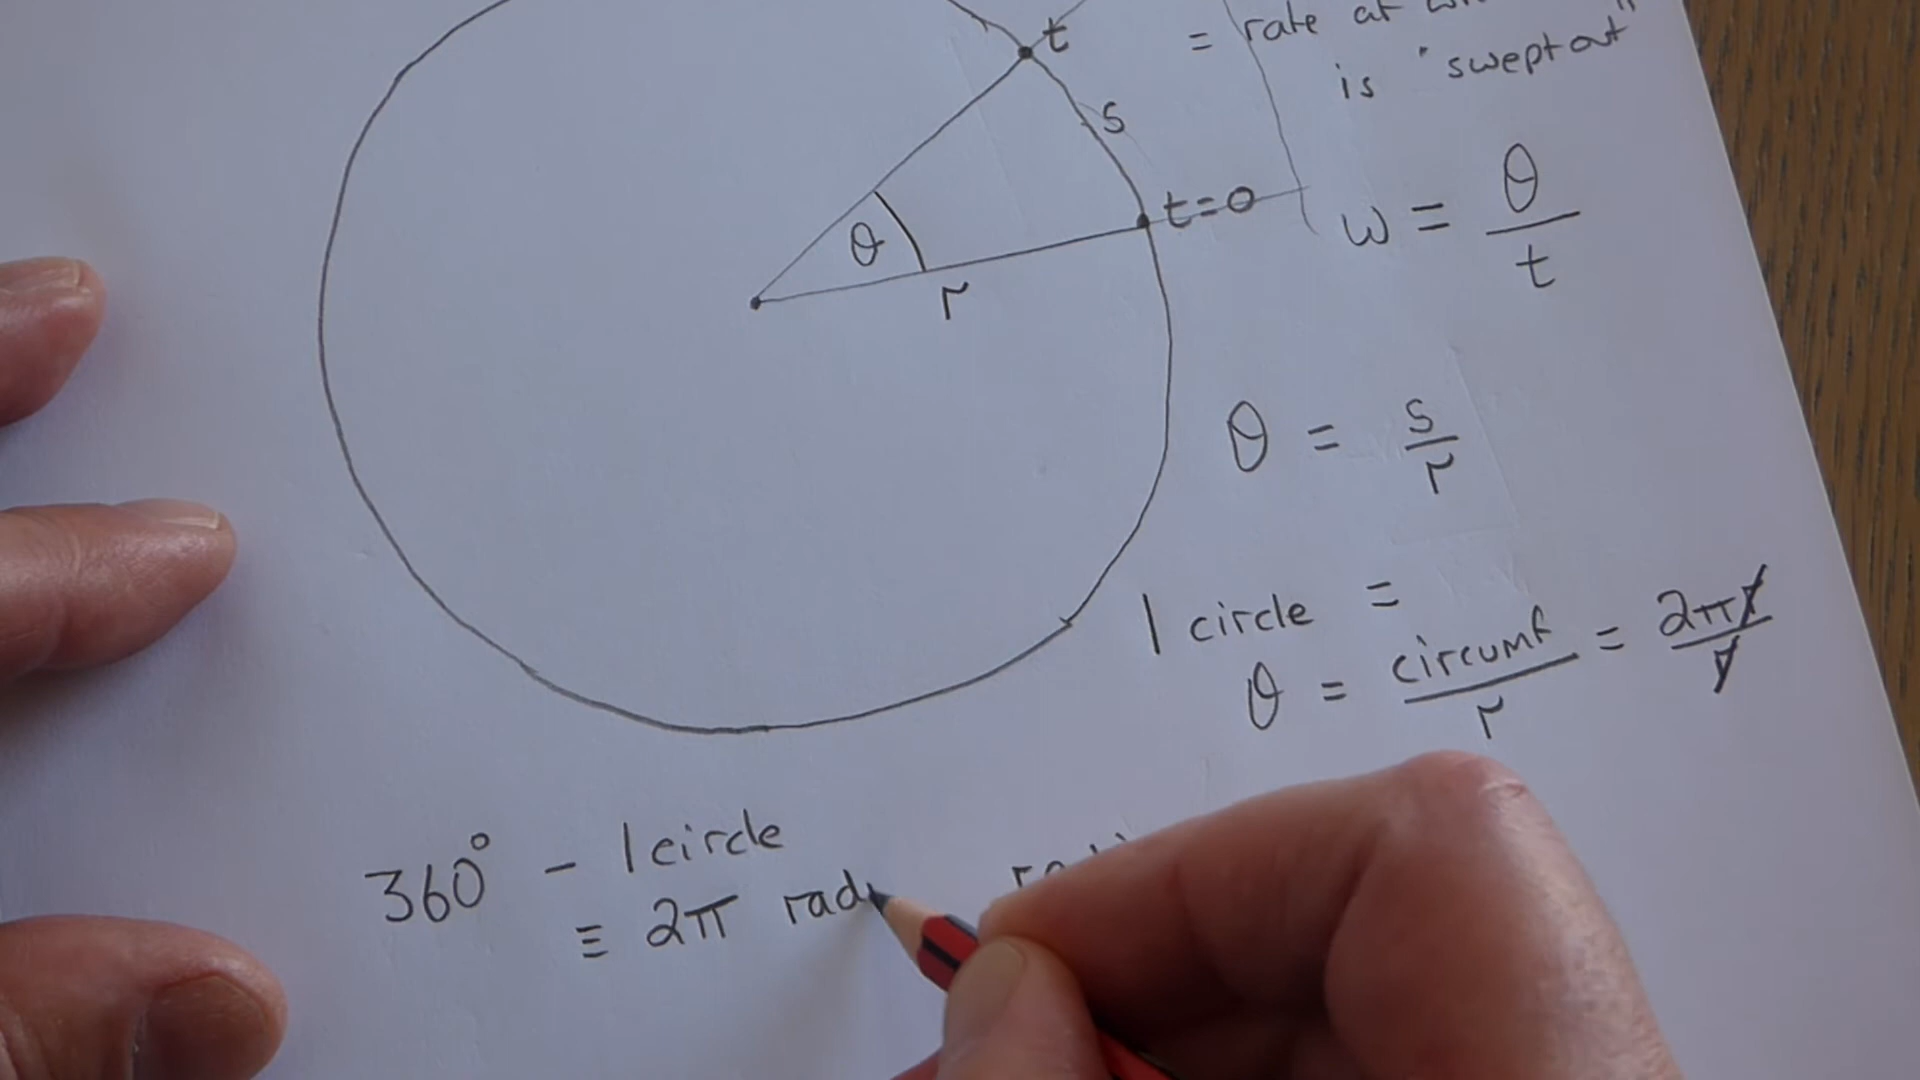 t
= rate at
is "swept out"
s
t=0
θ
r
ω = θ/t
θ = s/r
1 circle =
θ = circumf/r = 2πr/r
360° - 1 circle
≡ 2π rad